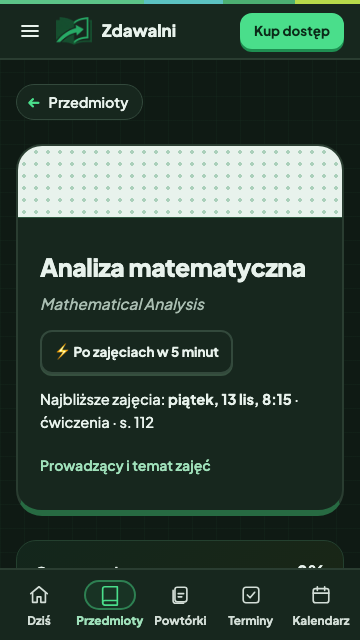 Zdawalni
Kup dostęp
← Przedmioty
Analiza matematyczna
Mathematical Analysis
⚡ Po zajęciach w 5 minut
Najbliższe zajęcia: piątek, 13 lis, 8:15 ·
ćwiczenia · s. 112
Prowadzący i temat zajęć
Dziś
Przedmioty
Powtórki
Terminy
Kalendarz